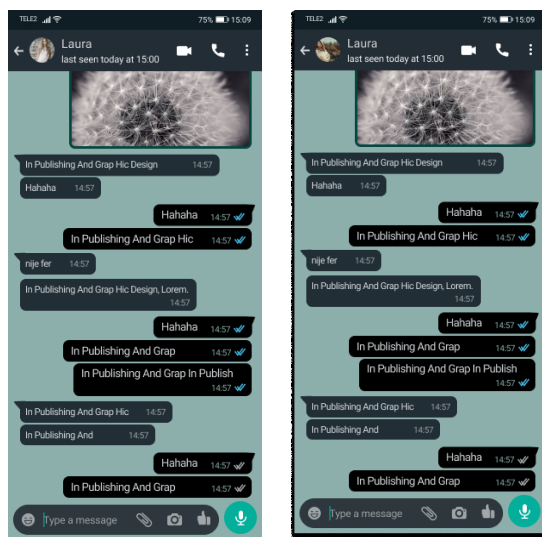 TELE2 75% 15:09
Laura
last seen today at 15:00
In Publishing And Grap Hic Design 14:57
Hahaha 14:57
Hahaha 14:57
In Publishing And Grap Hic 14:57
nije fer 14:57
In Publishing And Grap Hic Design, Lorem.
14:57
Hahaha 14:57
In Publishing And Grap 14:57
In Publishing And Grap In Publish
14:57
In Publishing And Grap Hic 14:57
In Publishing And 14:57
Hahaha 14:57
In Publishing And Grap 14:57
Type a message
TELE2 75% 15:09
Laura
last seen today at 15:00
In Publishing And Grap Hic Design 14:57
Hahaha 14:57
Hahaha 14:57
In Publishing And Grap Hic 14:57
nije fer 14:57
In Publishing And Grap Hic Design, Lorem.
14:57
Hahaha 14:57
In Publishing And Grap 14:57
In Publishing And Grap In Publish
14:57
In Publishing And Grap Hic 14:57
In Publishing And 14:57
Hahaha 14:57
In Publishing And Grap 14:57
Type a message